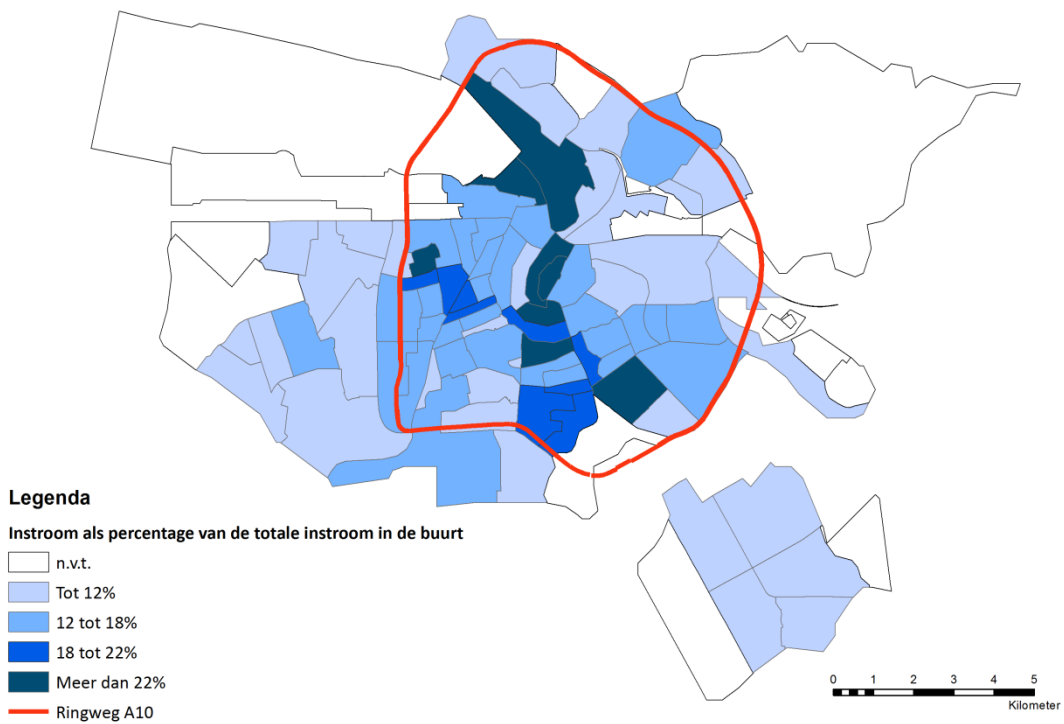 Legenda
Instroom als percentage van de totale instroom in de buurt
n.v.t.
Tot 12%
12 tot 18%
18 tot 22%
Meer dan 22%
Ringweg A10
0 1 2 3 4 5
Kilometer